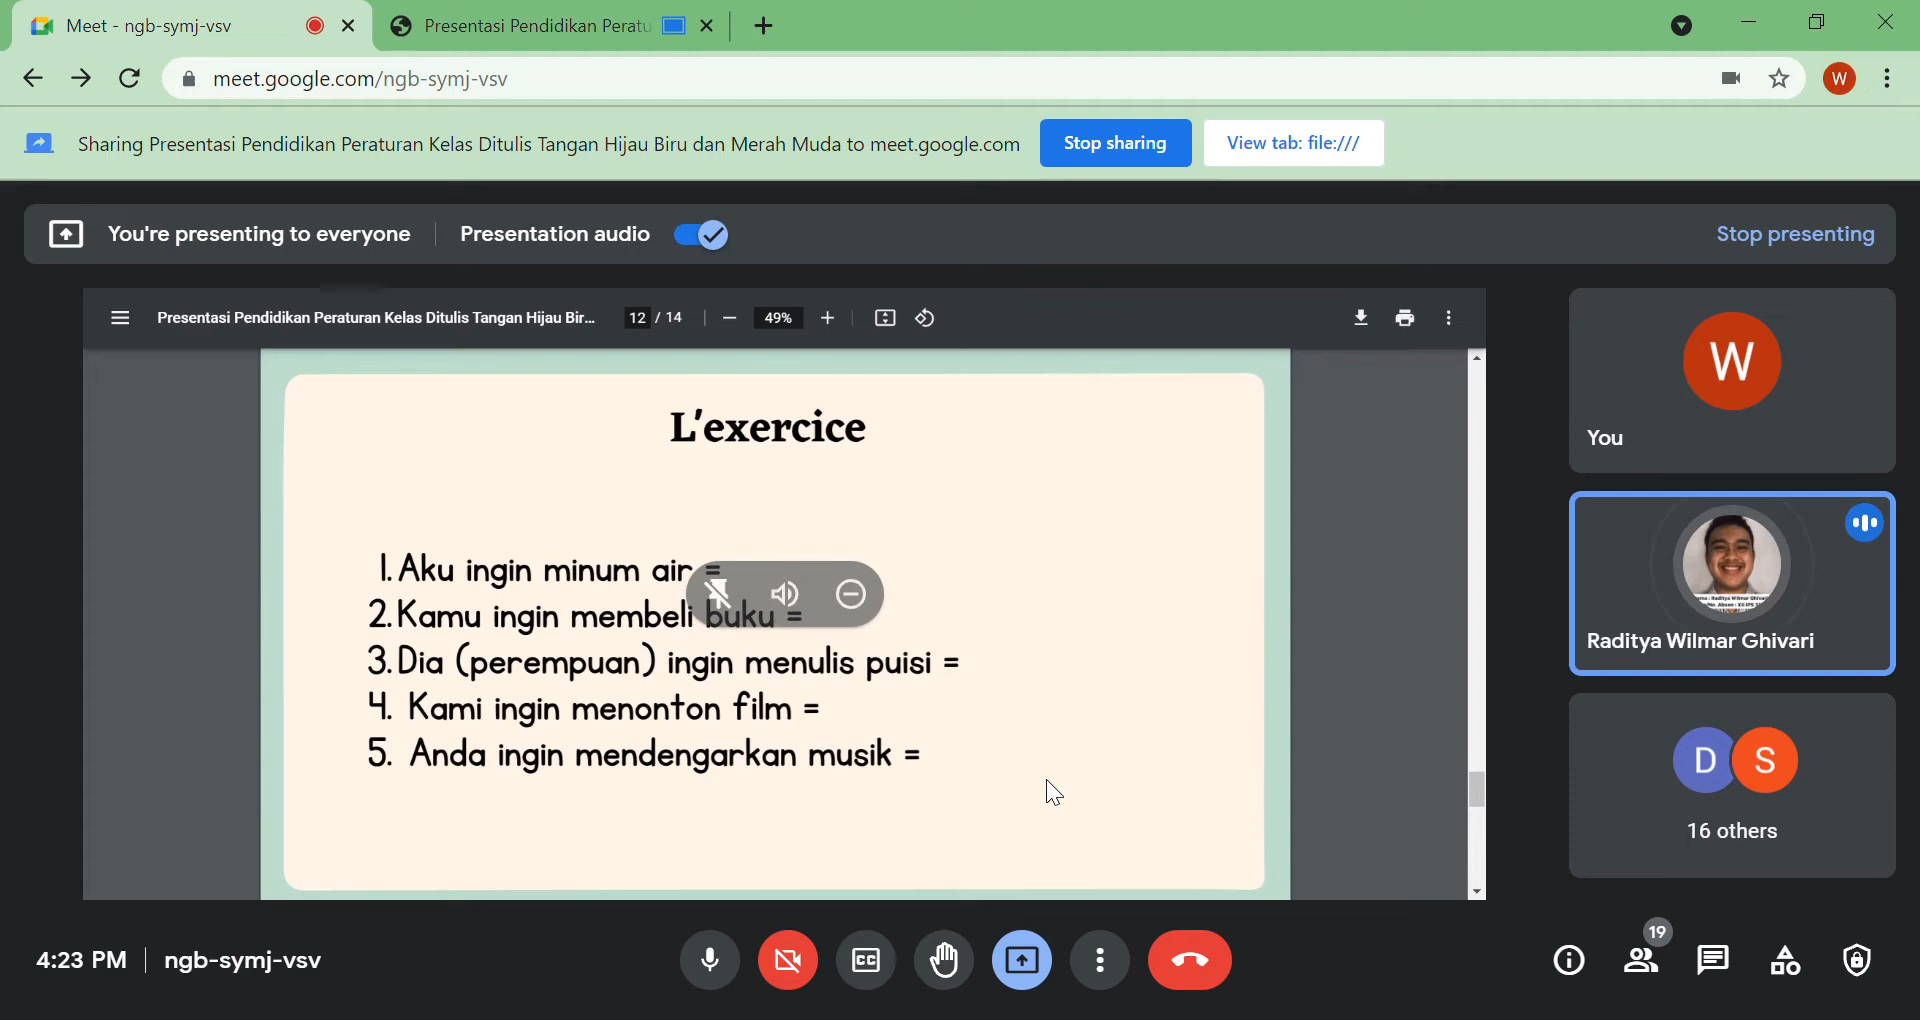 Meet - ngb-symj-vsv
Presentasi Pendidikan Peratu
meet.google.com/ngb-symj-vsv
W
Sharing Presentasi Pendidikan Peraturan Kelas Ditulis Tangan Hijau Biru dan Merah Muda to meet.google.com
Stop sharing
View tab: file:///
You're presenting to everyone
Presentation audio
Stop presenting
Presentasi Pendidikan Peraturan Kelas Ditulis Tangan Hijau Bir...
12 / 14
49%
L'exercice
1. Aku ingin minum air =
2. Kamu ingin membeli buku =
3. Dia (perempuan) ingin menulis puisi =
4. Kami ingin menonton film =
5. Anda ingin mendengarkan musik =
W
You
Raditya Wilmar Ghivari
D
S
16 others
4:23 PM
ngb-symj-vsv
CC
19